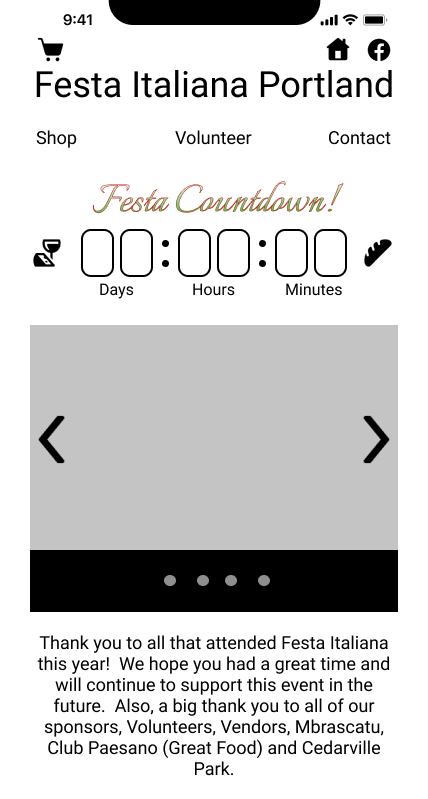 9:41
Festa Italiana Portland
Shop Volunteer Contact
Festa Countdown!
Days Hours Minutes
Thank you to all that attended Festa Italiana
this year!  We hope you had a great time and
will continue to support this event in the
future.  Also, a big thank you to all of our
sponsors, Volunteers, Vendors, Mbrascatu,
Club Paesano (Great Food) and Cedarville
Park.